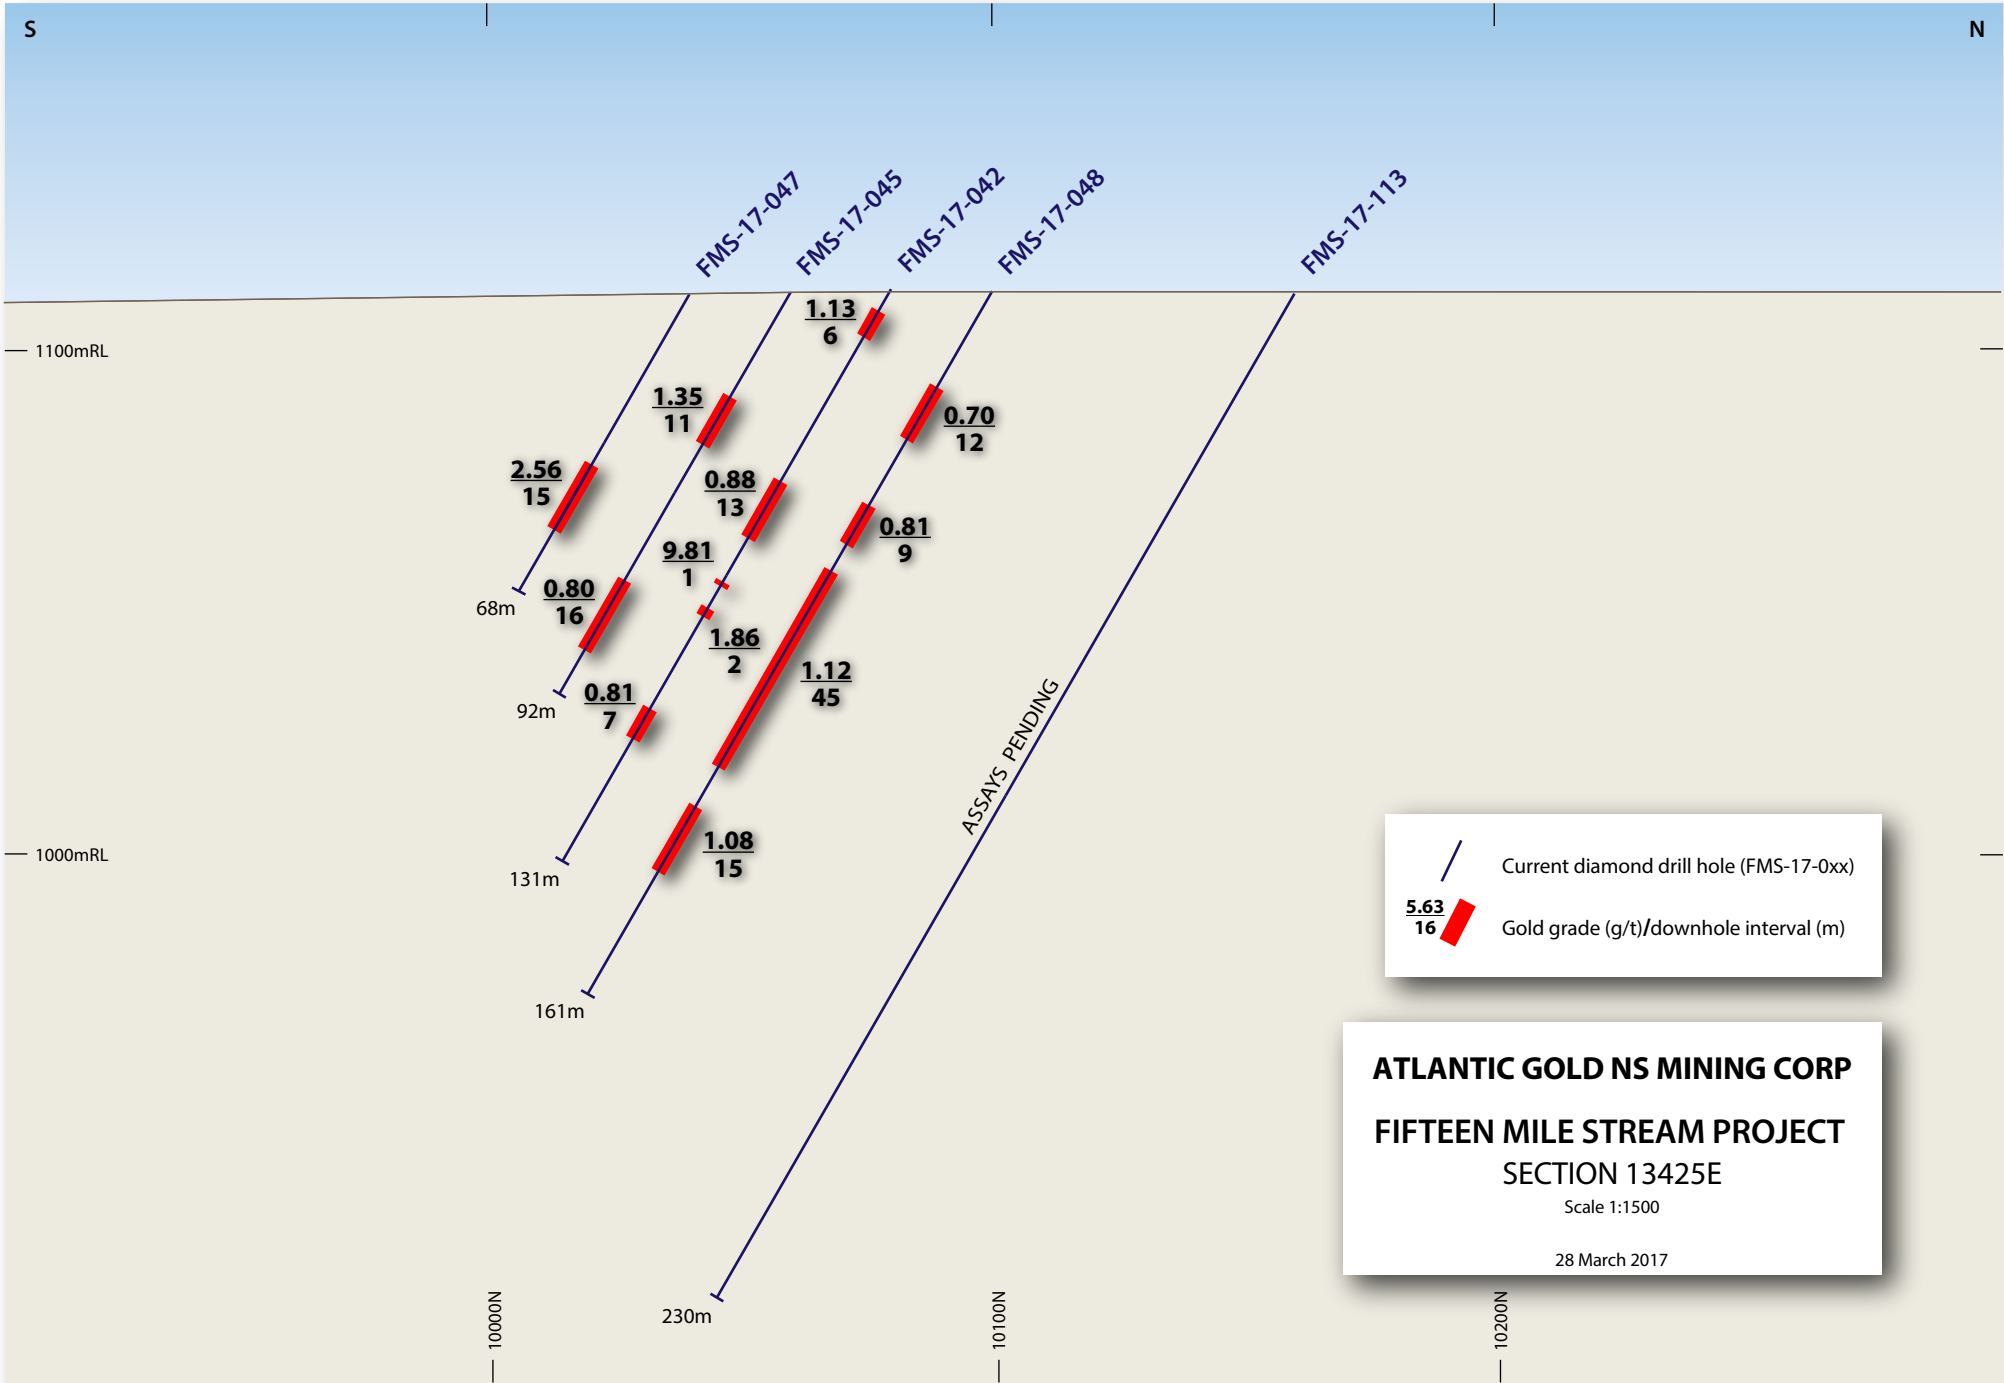 S
N
FMS-17-047
FMS-17-045
FMS-17-042
FMS-17-048
FMS-17-113
1100mRL
1.13
6
1.35
11
0.70
12
2.56
15
0.88
13
0.81
9
9.81
1
0.80
16
68m
1.86
2
1.12
45
0.81
7
92m
ASSAYS PENDING
1000mRL
1.08
15
131m
161m
230m
Current diamond drill hole (FMS-17-0xx)
5.63
16
Gold grade (g/t)/downhole interval (m)
ATLANTIC GOLD NS MINING CORP
FIFTEEN MILE STREAM PROJECT
SECTION 13425E
Scale 1:1500
28 March 2017
10000N
10100N
10200N